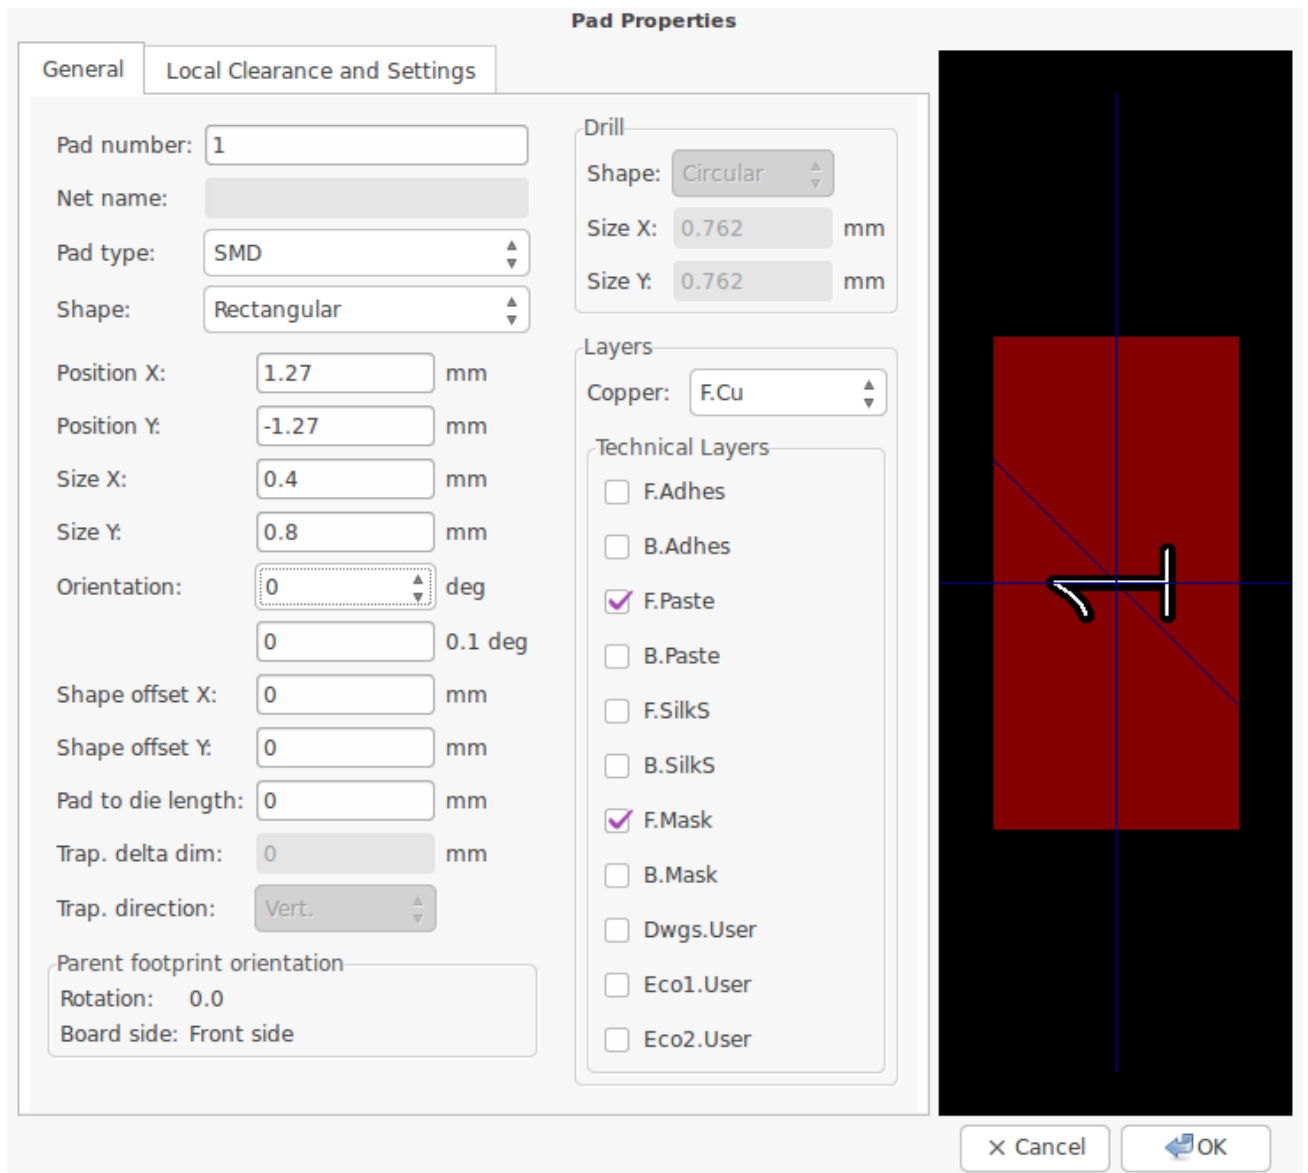 Pad Properties
General
Local Clearance and Settings
Pad number: 1
Net name:
Pad type: SMD
Shape: Rectangular
Position X: 1.27 mm
Position Y: -1.27 mm
Size X: 0.4 mm
Size Y: 0.8 mm
Orientation: 0 deg
0 0.1 deg
Shape offset X: 0 mm
Shape offset Y: 0 mm
Pad to die length: 0 mm
Trap. delta dim: 0 mm
Trap. direction: Vert.
Parent footprint orientation
Rotation: 0.0
Board side: Front side
Drill
Shape: Circular
Size X: 0.762 mm
Size Y: 0.762 mm
Layers
Copper: F.Cu
Technical Layers
F.Adhes
B.Adhes
F.Paste
B.Paste
F.SilkS
B.SilkS
F.Mask
B.Mask
Dwgs.User
Eco1.User
Eco2.User
1
Cancel
OK